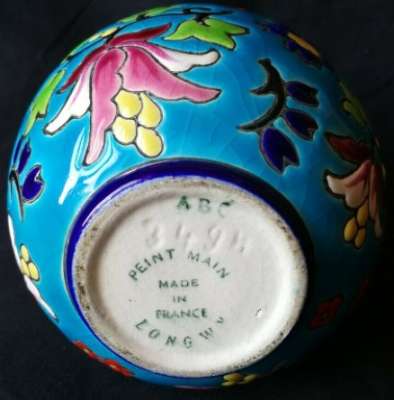 ABC
PEINT MAIN
MADE
IN
FRANCE
LONGWY